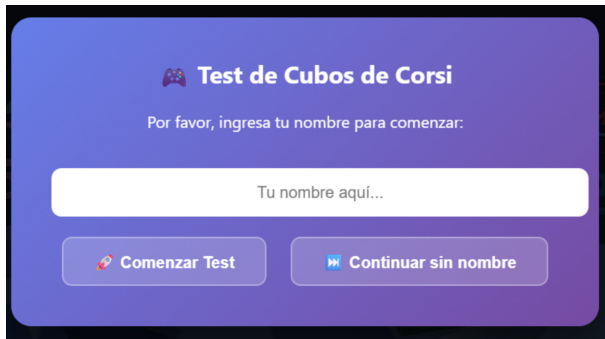 🎮 Test de Cubos de Corsi
Por favor, ingresa tu nombre para comenzar:
Tu nombre aquí...
🚀 Comenzar Test
⏭️ Continuar sin nombre